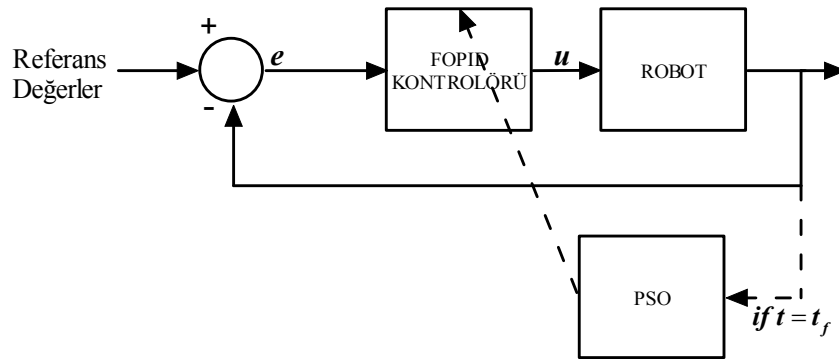 +
Referans
Değerler
-
e
FOPID
KONTROLÖRÜ
u
ROBOT
PSO
if t = t_f